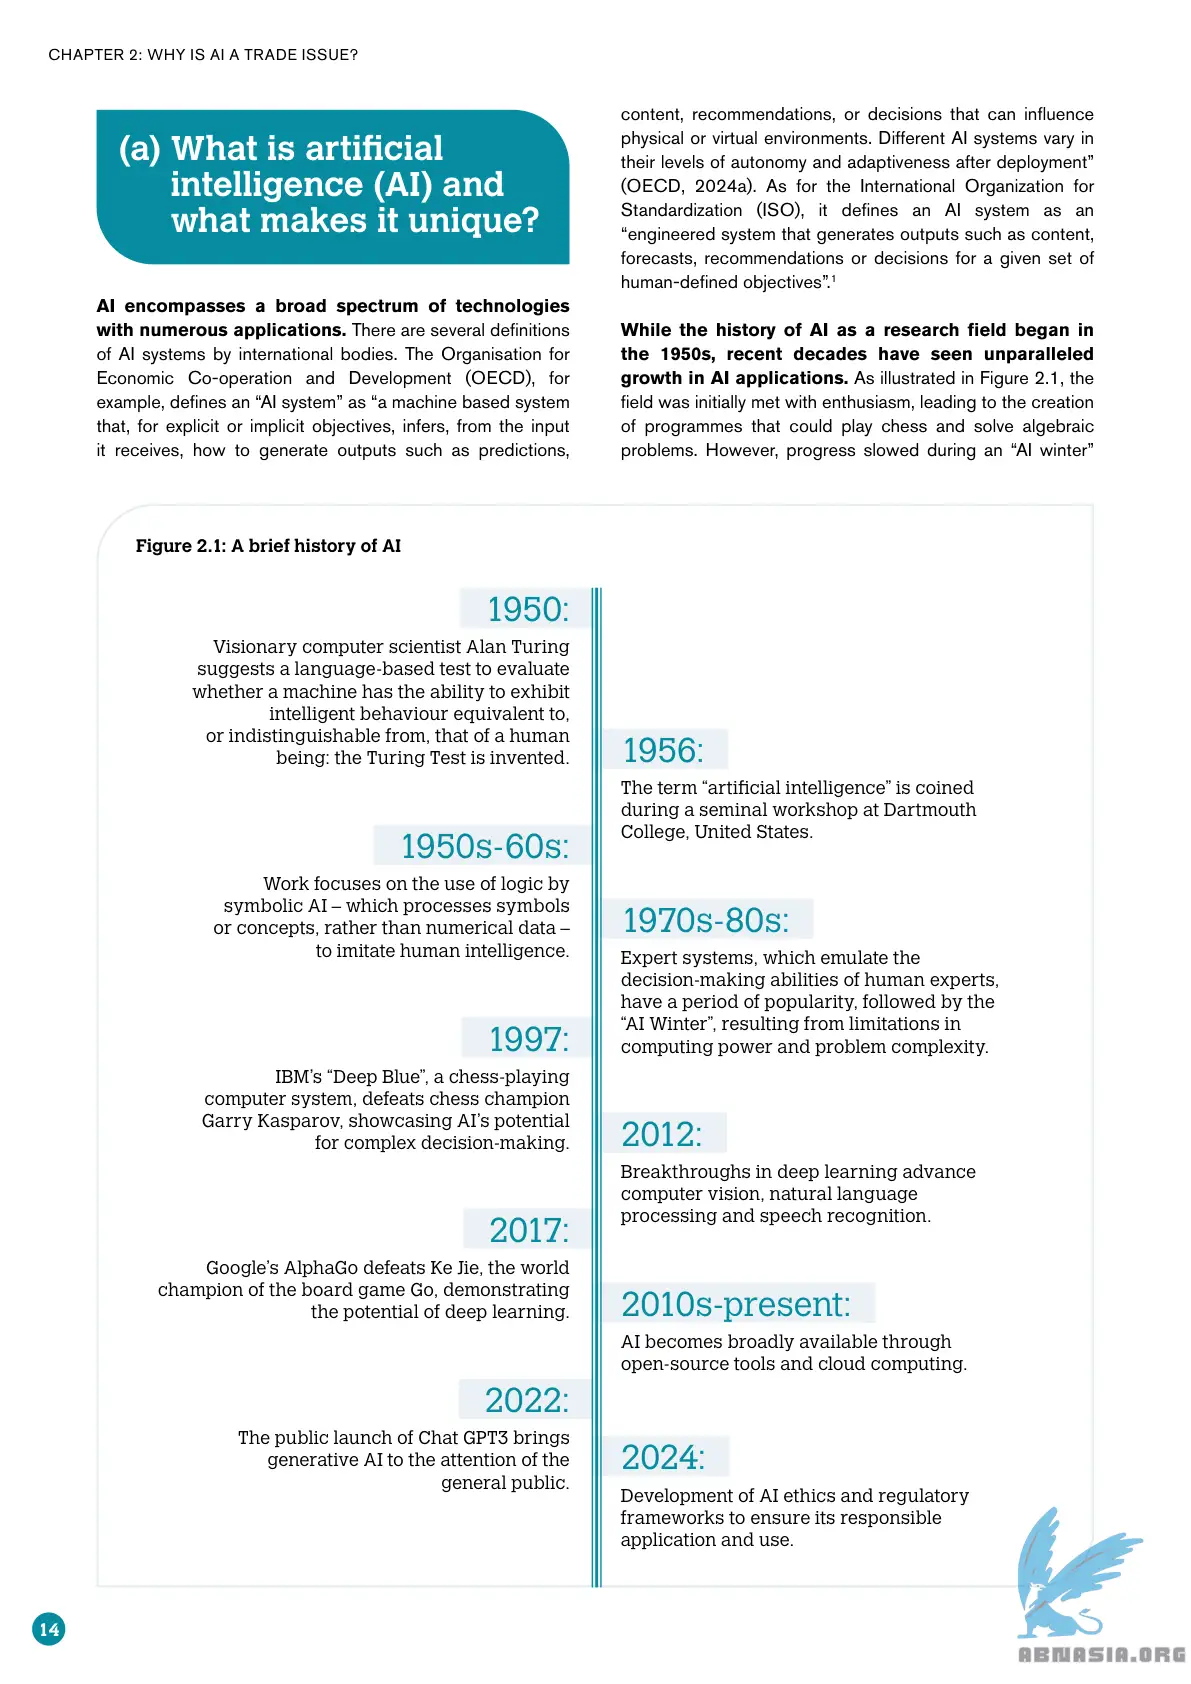 CHAPTER 2: WHY IS AI A TRADE ISSUE?
(a) What is artificial
intelligence (AI) and
what makes it unique?
AI encompasses a broad spectrum of technologies
with numerous applications. There are several definitions
of AI systems by international bodies. The Organisation for
Economic Co-operation and Development (OECD), for
example, defines an “AI system” as “a machine based system
that, for explicit or implicit objectives, infers, from the input
it receives, how to generate outputs such as predictions,
content, recommendations, or decisions that can influence
physical or virtual environments. Different AI systems vary in
their levels of autonomy and adaptiveness after deployment”
(OECD, 2024a). As for the International Organization for
Standardization (ISO), it defines an AI system as an
“engineered system that generates outputs such as content,
forecasts, recommendations or decisions for a given set of
human-defined objectives”.1
While the history of AI as a research field began in
the 1950s, recent decades have seen unparalleled
growth in AI applications. As illustrated in Figure 2.1, the
field was initially met with enthusiasm, leading to the creation
of programmes that could play chess and solve algebraic
problems. However, progress slowed during an “AI winter”
Figure 2.1: A brief history of AI
1950:
Visionary computer scientist Alan Turing
suggests a language-based test to evaluate
whether a machine has the ability to exhibit
intelligent behaviour equivalent to,
or indistinguishable from, that of a human
being: the Turing Test is invented.
1956:
The term “artificial intelligence” is coined
during a seminal workshop at Dartmouth
College, United States.
1950s-60s:
Work focuses on the use of logic by
symbolic AI – which processes symbols
or concepts, rather than numerical data –
to imitate human intelligence.
1970s-80s:
Expert systems, which emulate the
decision-making abilities of human experts,
have a period of popularity, followed by the
“AI Winter”, resulting from limitations in
computing power and problem complexity.
1997:
IBM’s “Deep Blue”, a chess-playing
computer system, defeats chess champion
Garry Kasparov, showcasing AI’s potential
for complex decision-making.
2012:
Breakthroughs in deep learning advance
computer vision, natural language
processing and speech recognition.
2017:
Google’s AlphaGo defeats Ke Jie, the world
champion of the board game Go, demonstrating
the potential of deep learning.
2010s-present:
AI becomes broadly available through
open-source tools and cloud computing.
2022:
The public launch of Chat GPT3 brings
generative AI to the attention of the
general public.
2024:
Development of AI ethics and regulatory
frameworks to ensure its responsible
application and use.
14
ABNASIA.ORG